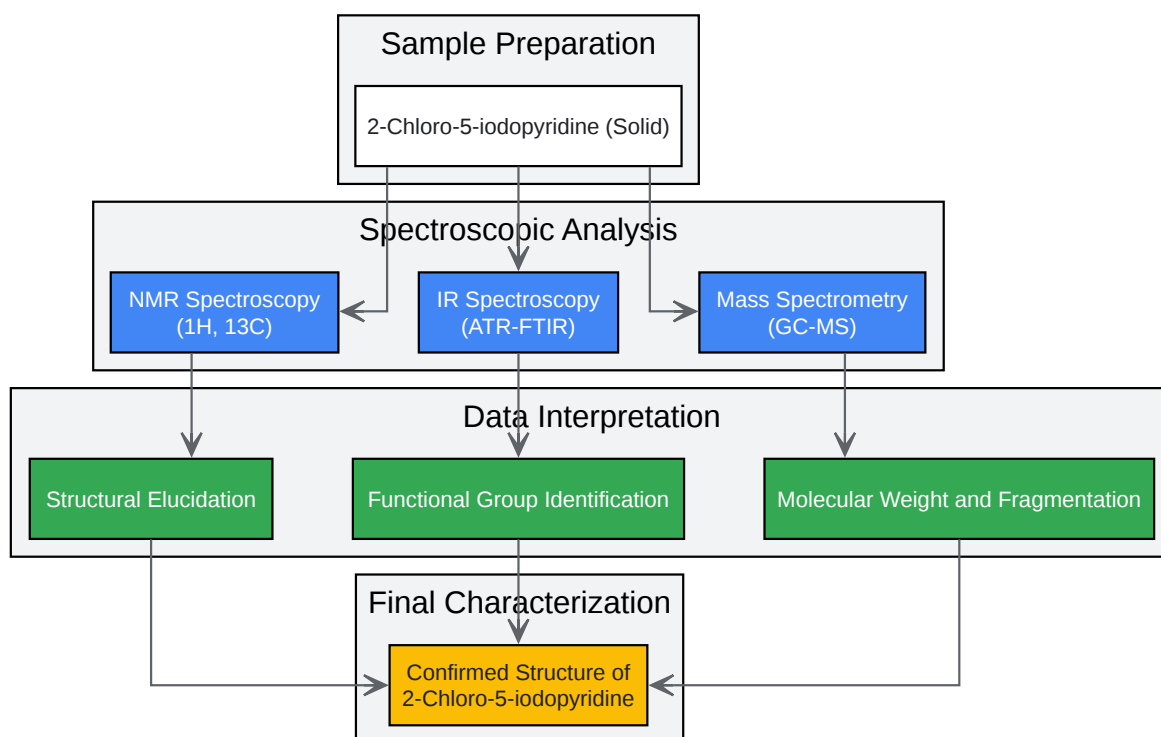 Sample Preparation
2-Chloro-5-iodopyridine (Solid)
Spectroscopic Analysis
NMR Spectroscopy
(1H, 13C)
IR Spectroscopy
(ATR-FTIR)
Mass Spectrometry
(GC-MS)
Data Interpretation
Structural Elucidation
Functional Group Identification
Molecular Weight and Fragmentation
Final Characterization
Confirmed Structure of
2-Chloro-5-iodopyridine